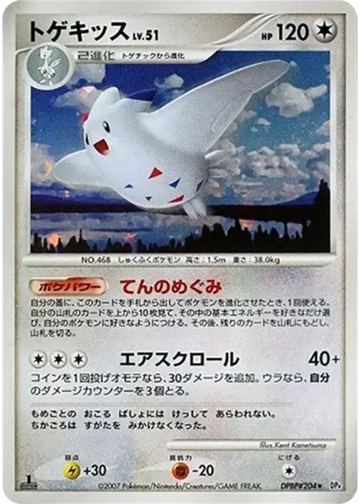 トゲキッス LV.51 HP 120
2進化 トゲチックから進化
NO.468 しゅくふくポケモン 高さ:1.5m 重さ:38.0kg
ポケパワー てんのめぐみ
自分の番に、このカードを手札から出してポケモンを進化させたとき、1回使える。
自分の山札のカードを上から10枚見て、その中の基本エネルギーを好きなだけ選
び、自分のポケモンに好きなようにつける。その後、残りのカードを山札にもどし、
山札を切る。
エアスクロール 40+
コインを1回投げオモテなら、30ダメージを追加。ウラなら、自分
のダメージカウンターを3個とる。
もめごとの おこる ばしょには けっして あらわれない。
ちかごろは すがたを みかけなくなった。
Illus.Kent Kanetsuna
1
弱点 +30
抵抗力 -20
にげる
©2007 Pokémon/Nintendo/Creatures/GAME FREAK.
DPBP#204★ DP4